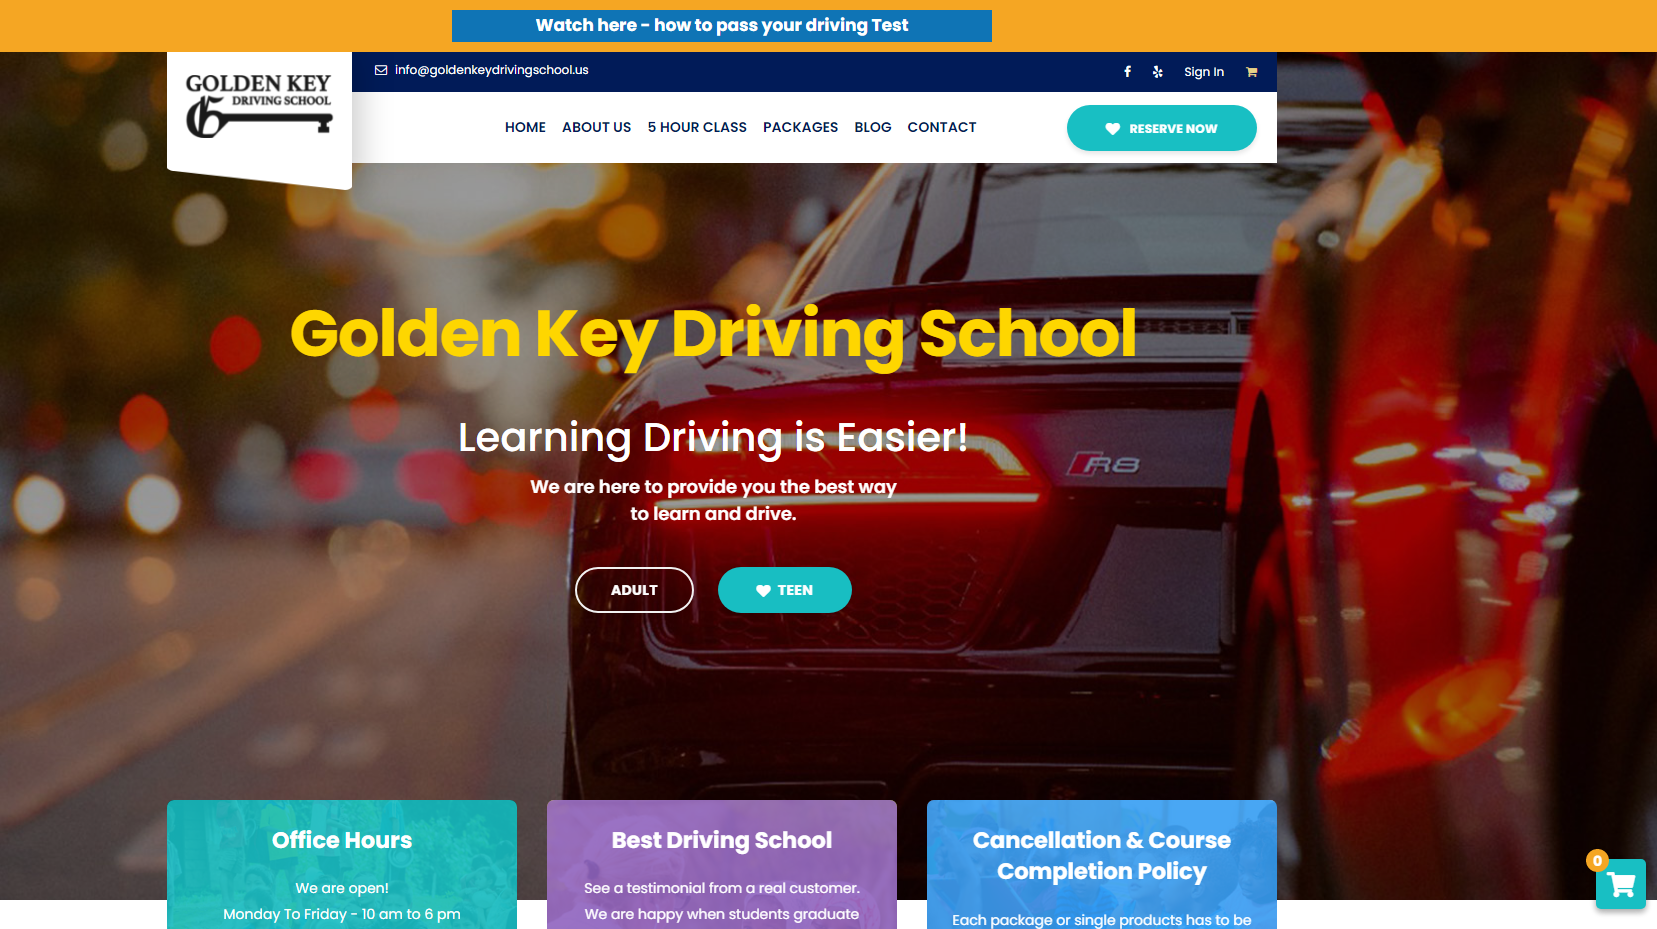 Watch here - how to pass your driving Test
GOLDEN KEY
DRIVING SCHOOL
info@goldenkeydrivingschool.us
Sign In
HOME ABOUT US 5 HOUR CLASS PACKAGES BLOG CONTACT
RESERVE NOW
Golden Key Driving School
Learning Driving is Easier!
R8
We are here to provide you the best way
to learn and drive.
ADULT
TEEN
Office Hours
We are open!
Monday To Friday - 10 am to 6 pm
Best Driving School
See a testimonial from a real customer.
We are happy when students graduate
Cancellation & Course
Completion Policy
Each package or single products has to be
0